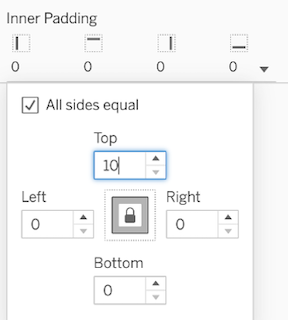 Inner Padding
0 0 0 0
All sides equal
Top
10
Left Right
0 0
Bottom
0